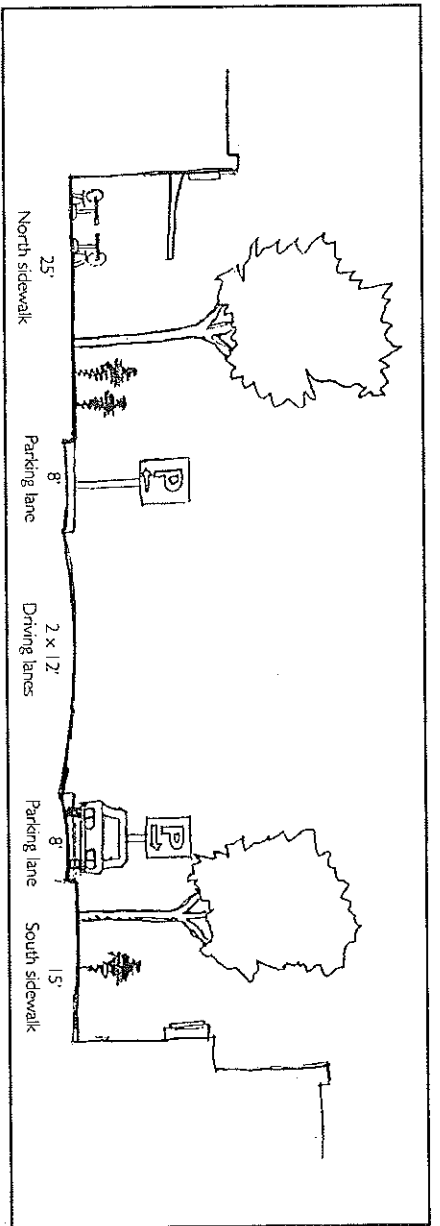 P
P
25'
8'
2 x 12'
8'
15'
North sidewalk
Parking lane
Driving lanes
Parking lane
South sidewalk